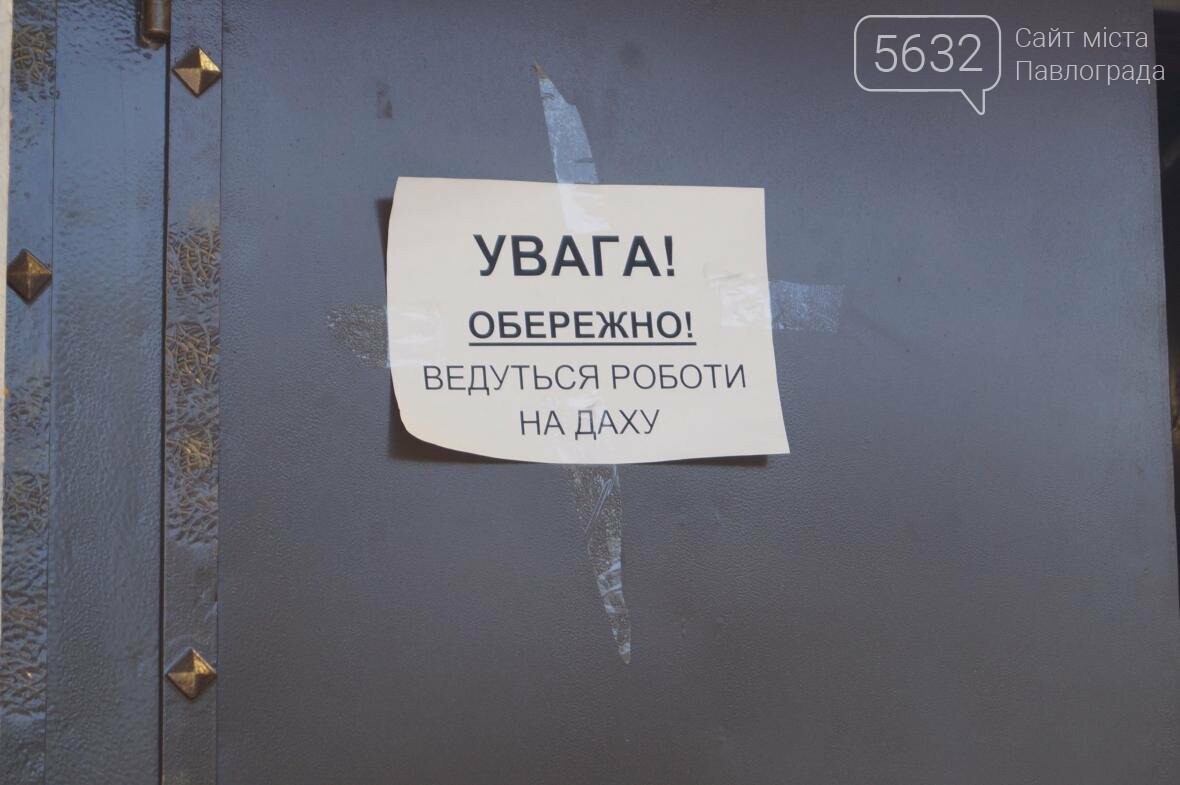 5632
Сайт міста
Павлограда
УВАГА!
ОБЕРЕЖНО!
ВЕДУТЬСЯ РОБОТИ
НА ДАХУ